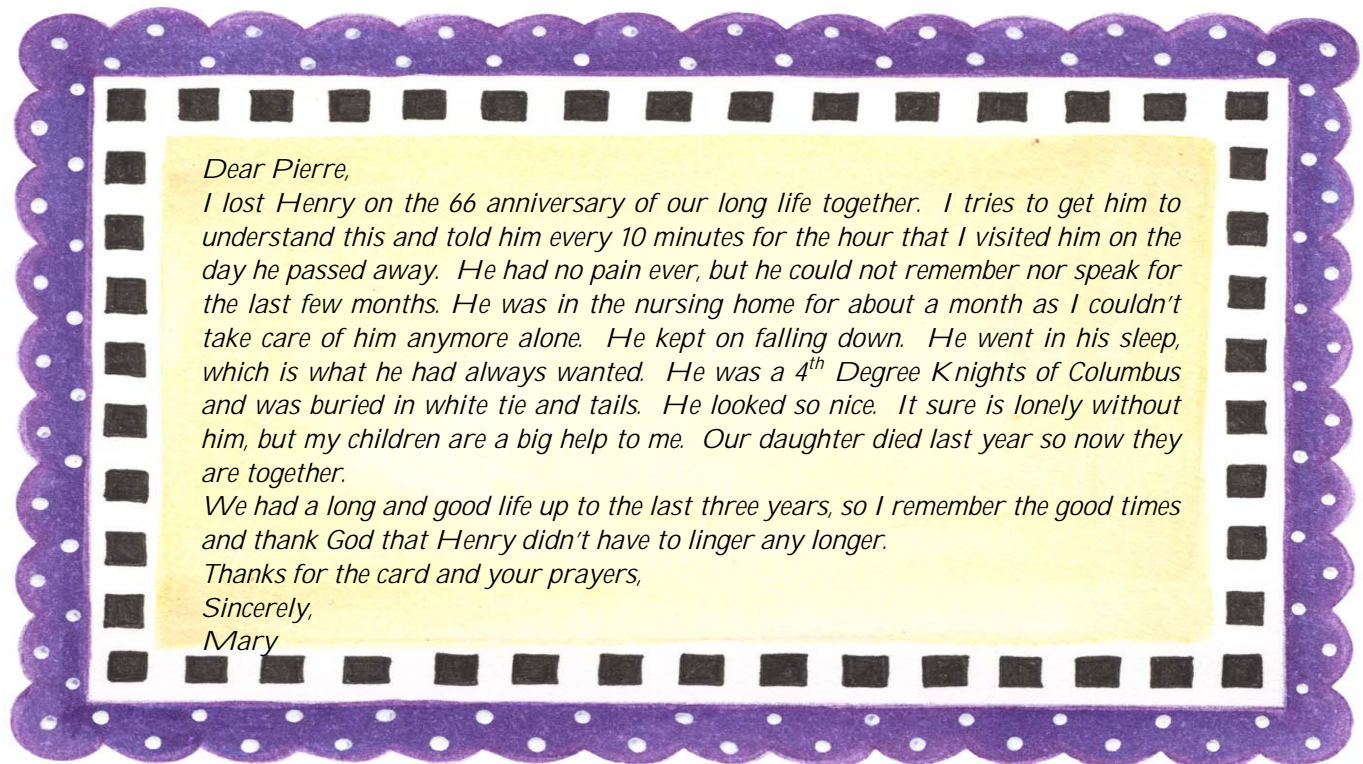 Dear Pierre,
I lost Henry on the 66 anniversary of our long life together.  I tries to get him to
understand this and told him every 10 minutes for the hour that I visited him on the
day he passed away.  He had no pain ever, but he could not remember nor speak for
the last few months. He was in the nursing home for about a month as I couldn't
take care of him anymore alone.  He kept on falling down.  He went in his sleep,
which is what he had always wanted.  He was a 4th Degree Knights of Columbus
and was buried in white tie and tails.  He looked so nice.  It sure is lonely without
him, but my children are a big help to me.  Our daughter died last year so now they
are together.
We had a long and good life up to the last three years, so I remember the good times
and thank God that Henry didn't have to linger any longer.
Thanks for the card and your prayers,
Sincerely,
Mary